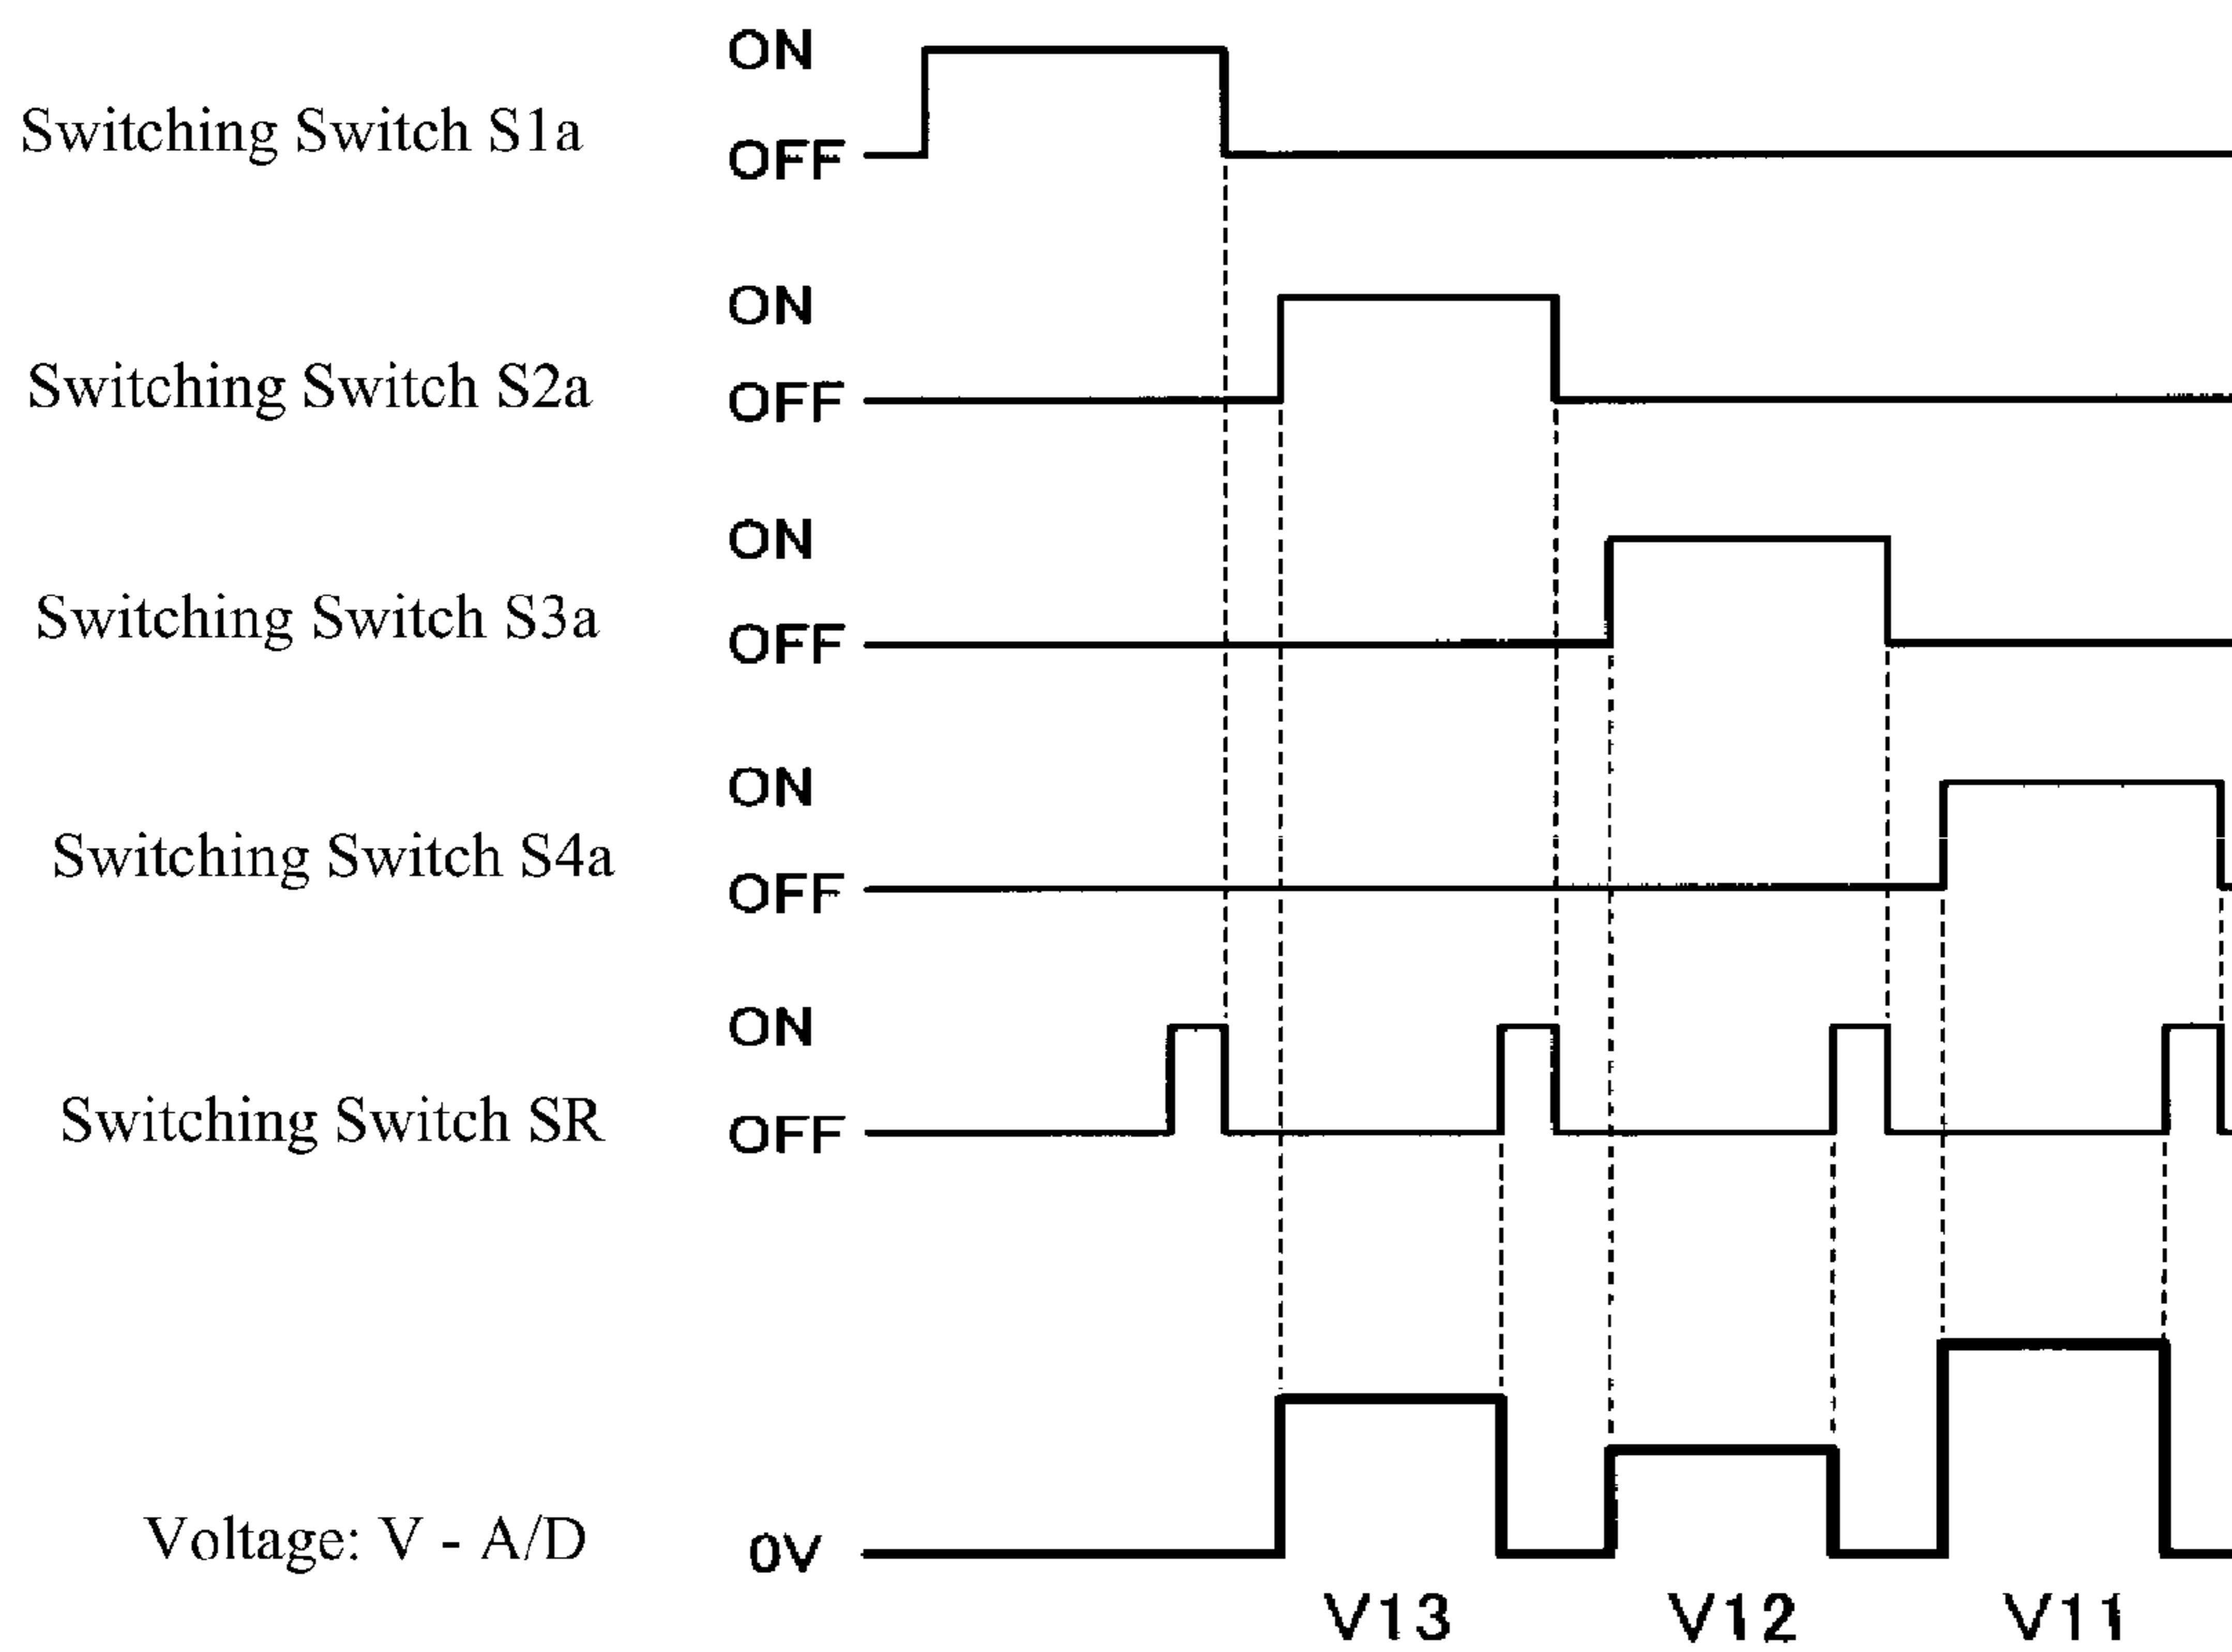 ON
Switching Switch S1a
OFF
ON
Switching Switch S2a
OFF
ON
Switching Switch S3a
OFF
ON
Switching Switch S4a
OFF
ON
Switching Switch SR
OFF
Voltage: V - A/D 0V
V13 V12 V11